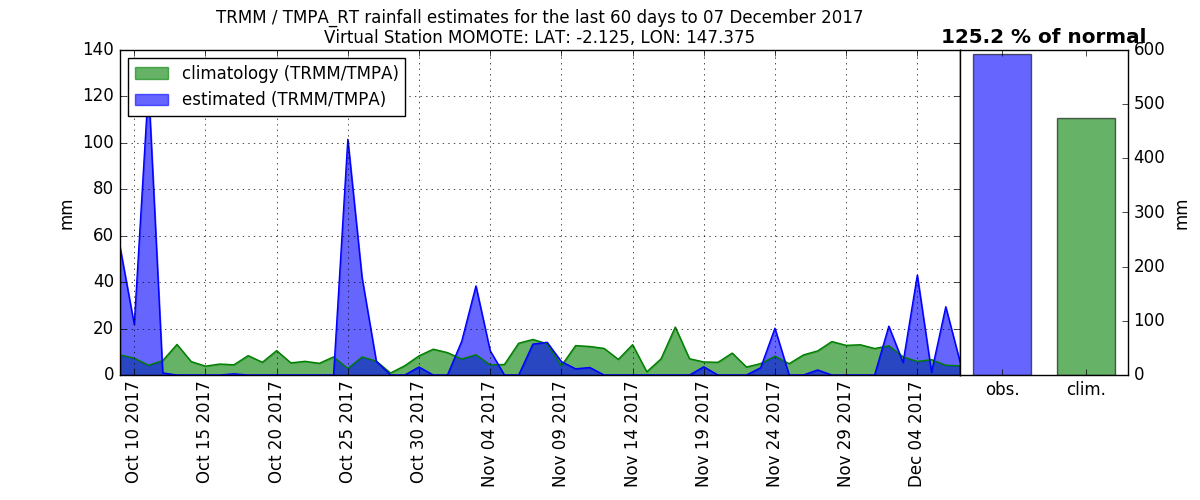 TRMM / TMPA_RT rainfall estimates for the last 60 days to 07 December 2017
Virtual Station MOMOTE: LAT: -2.125, LON: 147.375
125.2 % of normal
climatology (TRMM/TMPA)
estimated (TRMM/TMPA)
mm
140
120
100
80
60
40
20
0
Oct 10 2017
Oct 15 2017
Oct 20 2017
Oct 25 2017
Oct 30 2017
Nov 04 2017
Nov 09 2017
Nov 14 2017
Nov 19 2017
Nov 24 2017
Nov 29 2017
Dec 04 2017
obs.
clim.
600
500
400
300
200
100
0
mm